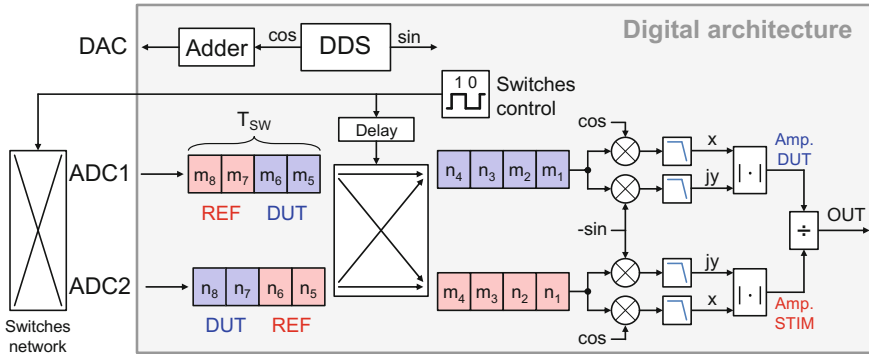 Digital architecture
DAC
Adder
cos
DDS
sin
1 0
Switches
control
T_SW
Delay
ADC1
m₈ m₇ m₆ m₅
REF DUT
n₄ n₃ m₂ m₁
cos
x
jy
| · |
Amp.
DUT
-sin
÷
OUT
ADC2
n₈ n₇ n₆ n₅
DUT REF
m₄ m₃ n₂ n₁
jy
x
| · |
Amp.
STIM
cos
Switches
network